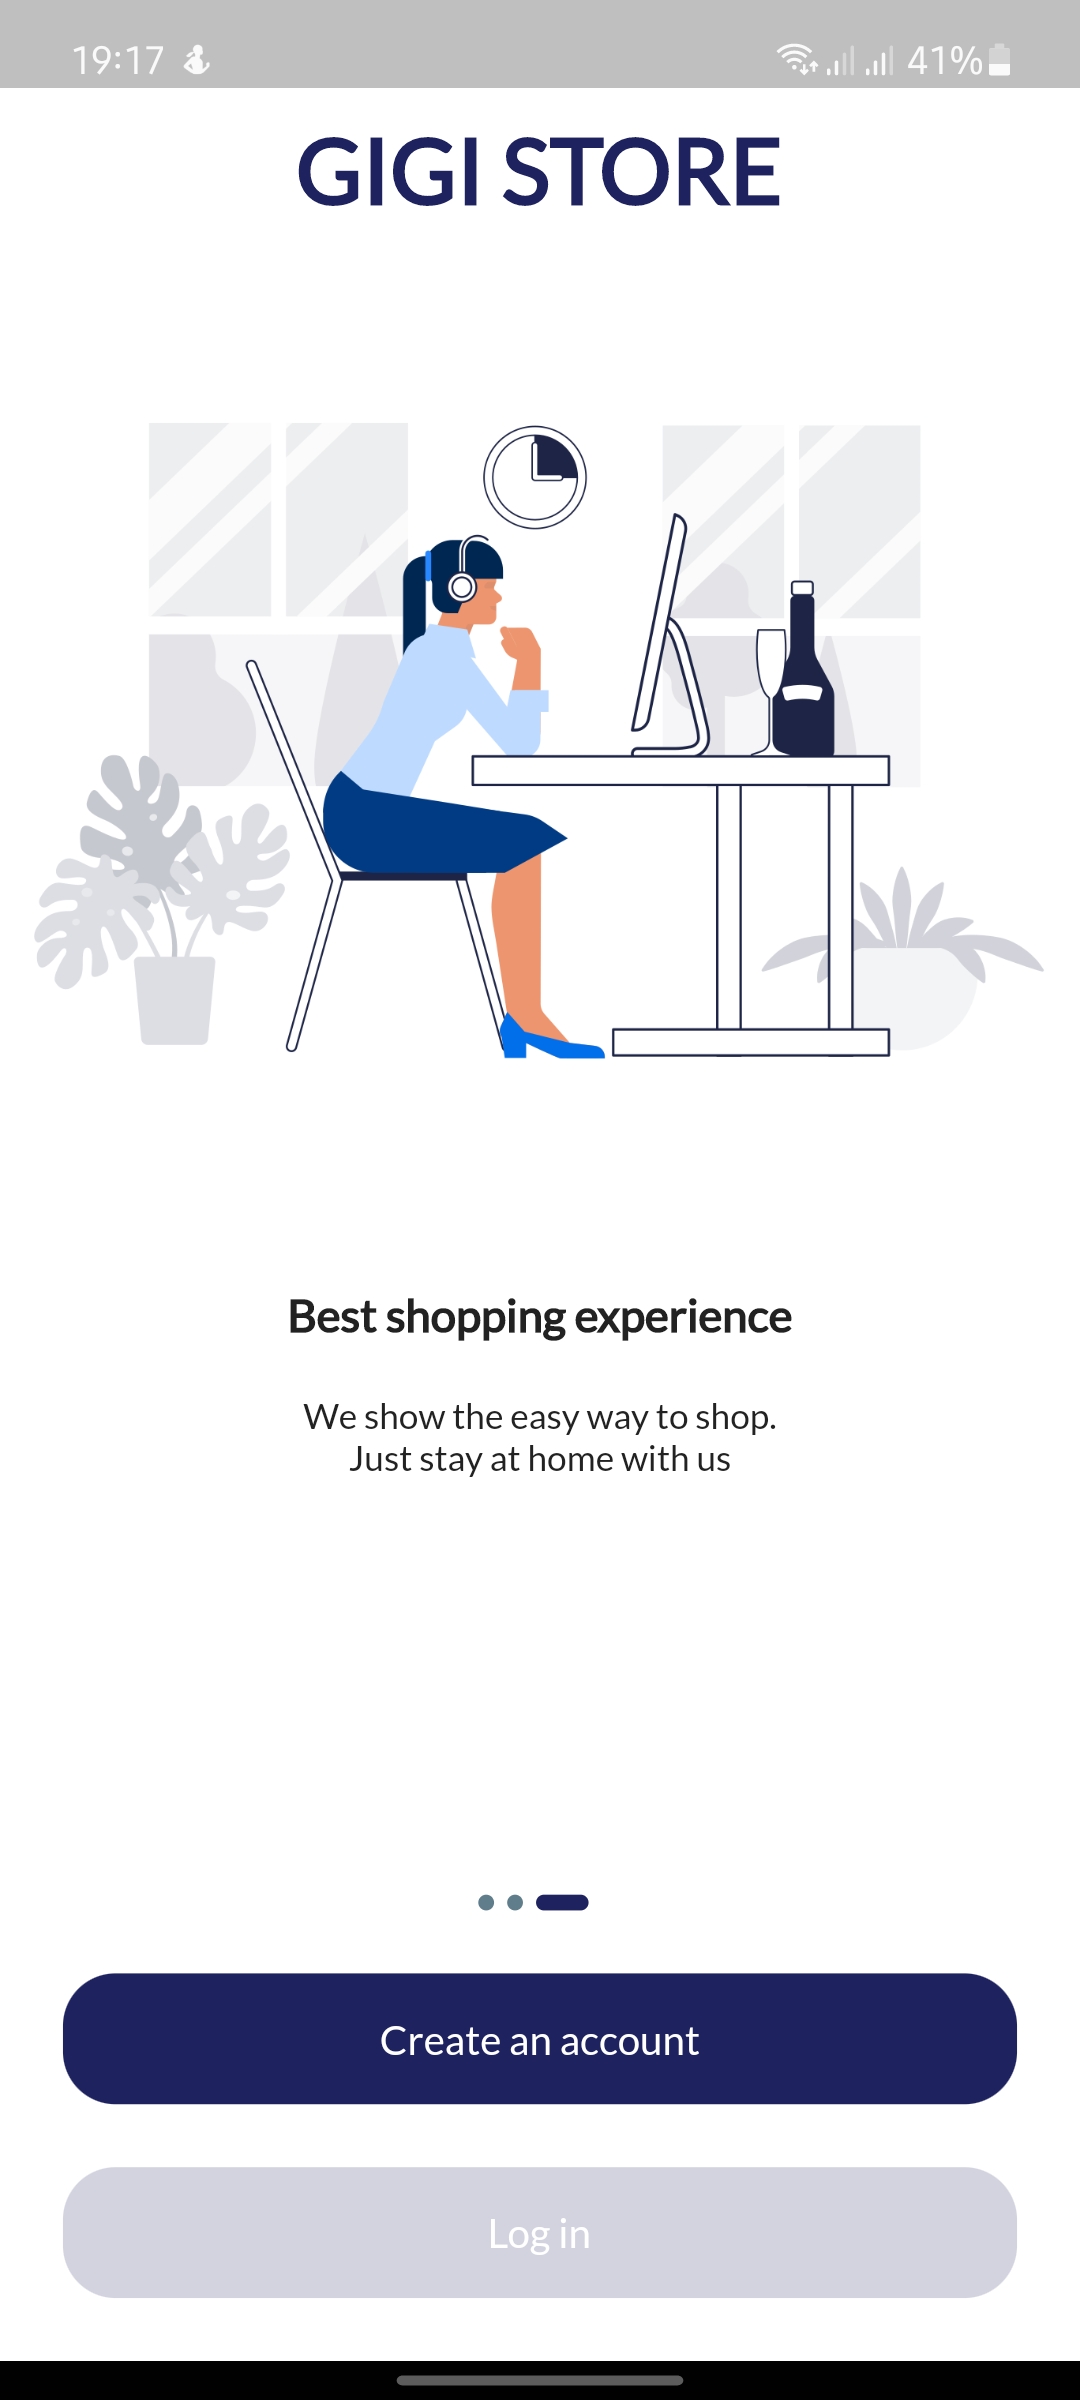 19:17
41%
GIGI STORE
Best shopping experience
We show the easy way to shop.
Just stay at home with us
Create an account
Log in